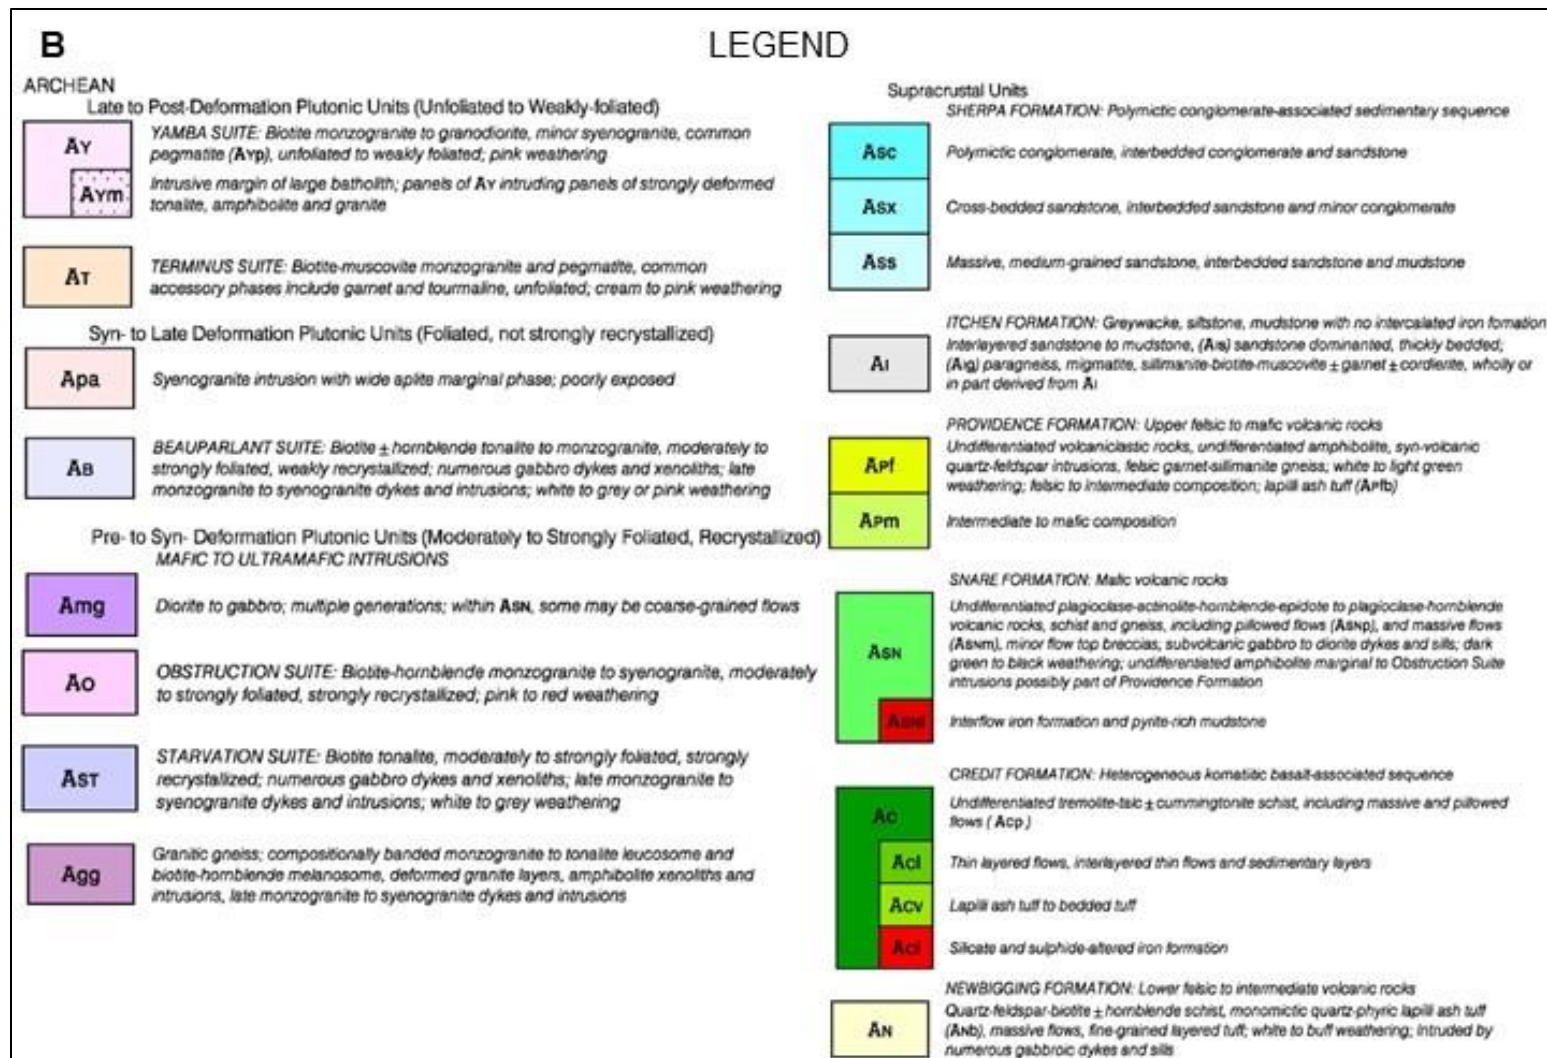 B
LEGEND
ARCHEAN
Late to Post-Deformation Plutonic Units (Unfoliated to Weakly-foliated)
AY
YAMBA SUITE: Biotite monzogranite to granodiorite, minor syenogranite, common
pegmatite (AYp), unfoliated to weakly foliated; pink weathering
AYm
Intrusive margin of large batholith; panels of AY intruding panels of strongly deformed
tonalite, amphibolite and granite
AT
TERMINUS SUITE: Biotite-muscovite monzogranite and pegmatite, common
accessory phases include garnet and tourmaline, unfoliated; cream to pink weathering
Syn- to Late Deformation Plutonic Units (Foliated, not strongly recrystallized)
Apa
Syenogranite intrusion with wide aplite marginal phase; poorly exposed
AB
BEAUPARLANT SUITE: Biotite ± hornblende tonalite to monzogranite, moderately to
strongly foliated, weakly recrystallized; numerous gabbro dykes and xenoliths; late
monzogranite to syenogranite dykes and intrusions; white to grey or pink weathering
Pre- to Syn- Deformation Plutonic Units (Moderately to Strongly Foliated, Recrystallized)
MAFIC TO ULTRAMAFIC INTRUSIONS
Amg
Diorite to gabbro; multiple generations; within ASN, some may be coarse-grained flows
AO
OBSTRUCTION SUITE: Biotite-hornblende monzogranite to syenogranite, moderately
to strongly foliated, strongly recrystallized; pink to red weathering
AST
STARVATION SUITE: Biotite tonalite, moderately to strongly foliated, strongly
recrystallized; numerous gabbro dykes and xenoliths; late monzogranite to
syenogranite dykes and intrusions; white to grey weathering
Agg
Granitic gneiss; compositionally banded monzogranite to tonalite leucosome and
biotite-hornblende melanosome, deformed granite layers, amphibolite xenoliths and
intrusions, late monzogranite to syenogranite dykes and intrusions
Supracrustal Units
SHERPA FORMATION: Polymictic conglomerate-associated sedimentary sequence
ASC
Polymictic conglomerate, interbedded conglomerate and sandstone
ASX
Cross-bedded sandstone, interbedded sandstone and minor conglomerate
ASS
Massive, medium-grained sandstone, interbedded sandstone and mudstone
ITCHEN FORMATION: Greywacke, siltstone, mudstone with no intercalated iron fomation
AI
Interlayered sandstone to mudstone, (AIs) sandstone dominated, thickly bedded;
(AIg) paragneiss, migmatite, sillimanite-biotite-muscovite ± garnet ± cordierite, wholly or
in part derived from AI
PROVIDENCE FORMATION: Upper felsic to mafic volcanic rocks
APf
Undifferentiated volcaniclastic rocks, undifferentiated amphibolite, syn-volcanic
quartz-feldspar intrusions, felsic garnet-sillimanite gneiss; white to light green
weathering; felsic to intermediate composition; lapilli ash tuff (APfb)
APm
Intermediate to mafic composition
SNARE FORMATION: Mafic volcanic rocks
ASN
Undifferentiated plagioclase-actinolite-hornblende-epidote to plagioclase-hornblende
volcanic rocks, schist and gneiss, including pillowed flows (ASNp), and massive flows
(ASNm), minor flow top breccias, subvolcanic gabbro to diorite dykes and sills; dark
green to black weathering; undifferentiated amphibolite marginal to Obstruction Suite
intrusions possibly part of Providence Formation
ASNi
Interflow iron formation and pyrite-rich mudstone
CREDIT FORMATION: Heterogeneous komatiitic basalt-associated sequence
AC
Undifferentiated tremolite-talc ± cummingtonite schist, including massive and pillowed
flows ( ACp )
ACl
Thin layered flows, interlayered thin flows and sedimentary layers
ACv
Lapilli ash tuff to bedded tuff
ACi
Silicate and sulphide-altered iron formation
NEWBIGGING FORMATION: Lower felsic to intermediate volcanic rocks
AN
Quartz-feldspar-biotite ± hornblende schist, monomictic quartz-phyric lapilli ash tuff
(ANb), massive flows, fine-grained layered tuff; white to buff weathering; intruded by
numerous gabbroic dykes and sills